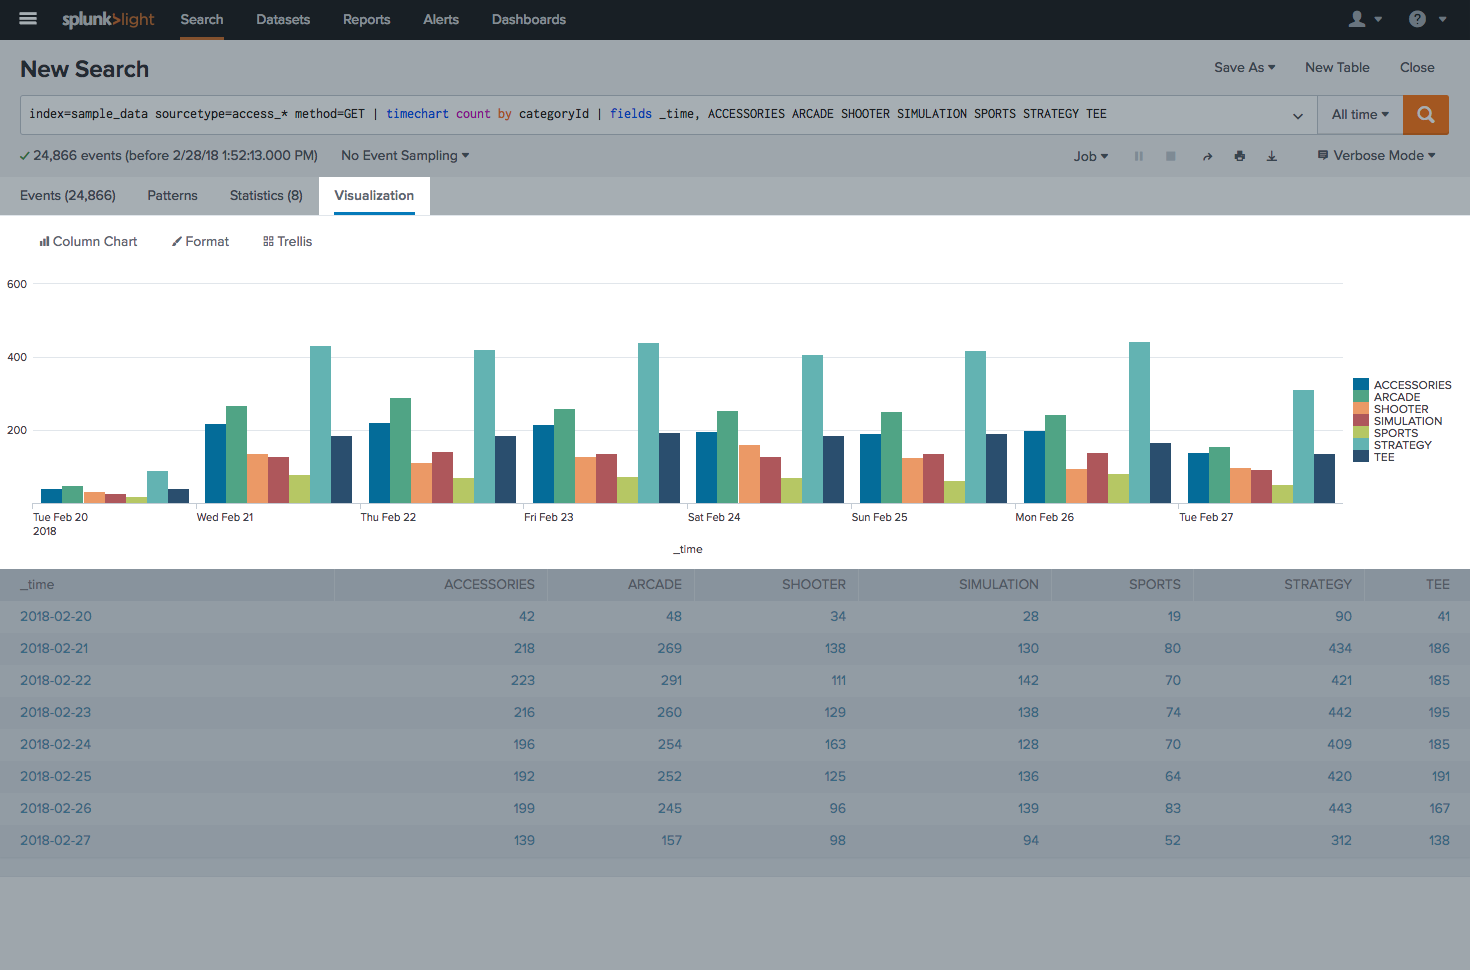 splunk>light Search Datasets Reports Alerts Dashboards ?
New Search Save As New Table Close
index=sample_data sourcetype=access_* method=GET | timechart count by categoryId | fields _time, ACCESSORIES ARCADE SHOOTER SIMULATION SPORTS STRATEGY TEE All time
24,866 events (before 2/28/18 1:52:13.000 PM) No Event Sampling Job Verbose Mode
Events (24,866) Patterns Statistics (8) Visualization
Column Chart Format Trellis
600
400
200
ACCESSORIES
ARCADE
SHOOTER
SIMULATION
SPORTS
STRATEGY
TEE
Tue Feb 20 Wed Feb 21 Thu Feb 22 Fri Feb 23 Sat Feb 24 Sun Feb 25 Mon Feb 26 Tue Feb 27
2018
_time
_time ACCESSORIES ARCADE SHOOTER SIMULATION SPORTS STRATEGY TEE
2018-02-20 42 48 34 28 19 90 41
2018-02-21 218 269 138 130 80 434 186
2018-02-22 223 291 111 142 70 421 185
2018-02-23 216 260 129 138 74 442 195
2018-02-24 196 254 163 128 70 409 185
2018-02-25 192 252 125 136 64 420 191
2018-02-26 199 245 96 139 83 443 167
2018-02-27 139 157 98 94 52 312 138